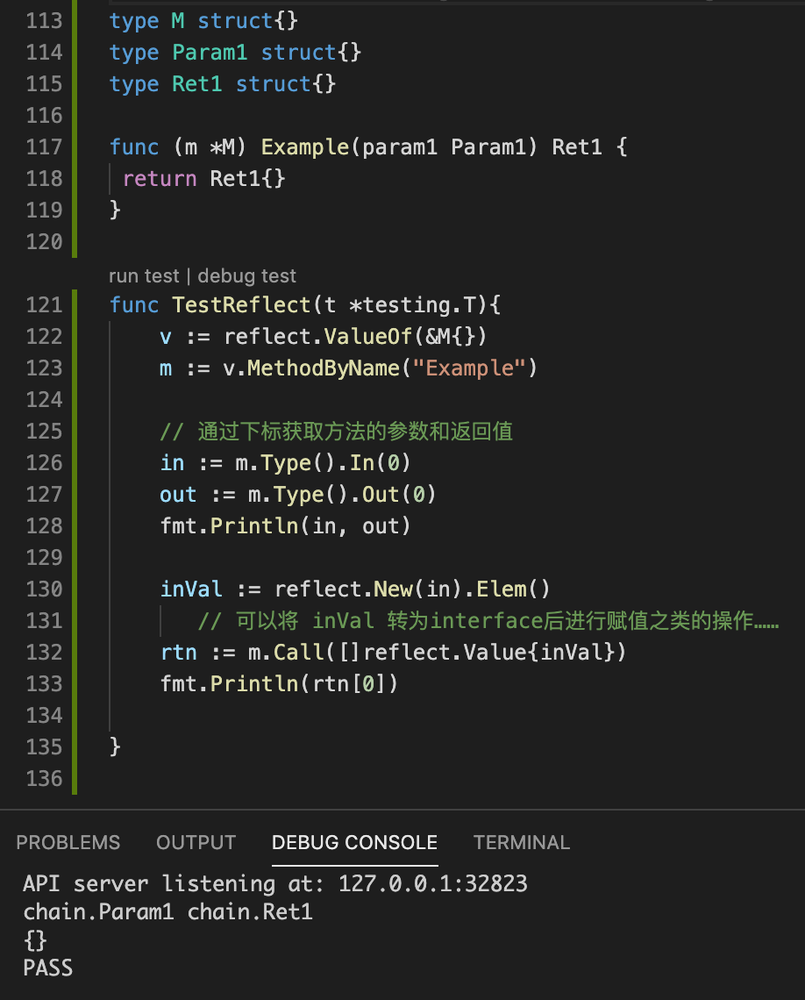 113 type M struct{}
114 type Param1 struct{}
115 type Ret1 struct{}
116
117 func (m *M) Example(param1 Param1) Ret1 {
118 return Ret1{}
119 }
120
run test | debug test
121 func TestReflect(t *testing.T){
122 v := reflect.ValueOf(&M{})
123 m := v.MethodByName("Example")
124
125 // 通过下标获取方法的参数和返回值
126 in := m.Type().In(0)
127 out := m.Type().Out(0)
128 fmt.Println(in, out)
129
130 inVal := reflect.New(in).Elem()
131 // 可以将 inVal 转为interface后进行赋值之类的操作……
132 rtn := m.Call([]reflect.Value{inVal})
133 fmt.Println(rtn[0])
134
135 }
136
PROBLEMS OUTPUT DEBUG CONSOLE TERMINAL
API server listening at: 127.0.0.1:32823
chain.Param1 chain.Ret1
{}
PASS